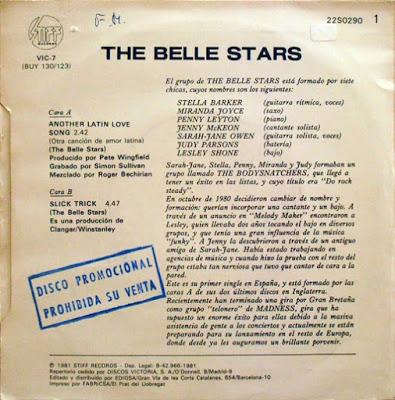 STIFF
RECORDS
VIC-7
(BUY 130/123)
F. M.
22S0290
1
THE BELLE STARS
Cara A
ANOTHER LATIN LOVE
SONG 2.42
(Otra canción de amor latina)
(The Belle Stars)
Producido por Pete Wingfield
Grabado por Simon Sullivan
Mezclado por Roger Bechirian
Cara B
SLICK TRICK 4.47
(The Belle Stars)
Es una producción de
Clanger/Winstanley
DISCO PROMOCIONAL
PROHIBIDA SU VENTA
El grupo de THE BELLE STARS está formado por siete
chicas, cuyos nombres son los siguientes:
STELLA BARKER (guitarra rítmica, voces)
MIRANDA JOYCE (saxo)
PENNY LEYTON (piano)
JENNY McKEON (cantante solista)
SARAH-JANE OWEN (guitarra solista, voces)
JUDY PARSONS (batería)
LESLEY SHONE (bajo)
Sarah-Jane, Stella, Penny, Miranda y Judy formaban un
grupo llamado THE BODYSNATCHERS, que llegó a
tener un éxito en las listas, y cuyo título era "Do rock
steady".
En octubre de 1980 decidieron cambiar de nombre y
formación: querían incorporar una cantante y un bajo. A
través de un anuncio en "Melody Maker" encontraron a
Lesley, quien llevaba dos años tocando el bajo en diversos
grupos, y que tenía una gran influencia de la música
"funky". A Jenny la descubrieron a través de un antiguo
amigo de Sarah-Jane. Había estado trabajando en
agencias de música y cuando hizo la prueba con el resto del
grupo estaba tan nerviosa que tuvo que cantar de cara a la
pared.
Este es su primer single en España, y está formado por las
caras A de sus dos últimos discos en Inglaterra.
Recientemente han terminado una gira por Gran Bretaña
como grupo "telonero" de MADNESS, gira que ha
supuesto un enorme éxito para ellas debido a la masiva
asistencia de gente a los conciertos y actualmente se están
preparando para su lanzamiento en el resto de Europa,
donde desde ya les auguramos un brillante porvenir.
℗ 1981 STIFF RECORDS - Dep. Legal: B-42.966-1981
Repertorio cedido por DISCOS VICTORIA, S. A./O'Donnell, 9/Madrid-9
Editado y distribuido por EDIGSA/Gran Vía de les Corts Catalanes, 654/Barcelona-10
Impreso por FABRICSA/El Prat del Llobregat